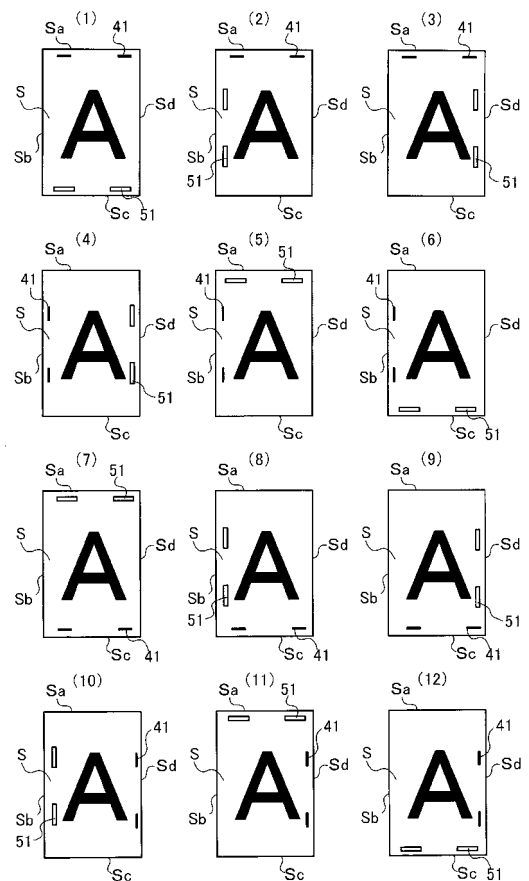 (1) (2) (3)
Sa 41 Sa 41 Sa 41
S A Sd S A Sd S A Sd
Sb Sb Sb
51 51
Sc 51 Sc Sc
(4) (5) (6)
Sa Sa 51 Sa
41 41 41
S A Sd S A Sd S A Sd
Sb Sb Sb
51
Sc Sc Sc 51
(7) (8) (9)
Sa 51 Sa Sa
S A Sd S A Sd S A Sd
Sb Sb Sb
51 51
Sc 41 Sc 41 Sc 41
(10) (11) (12)
Sa Sa 51 Sa
41 41 41
S A Sd S A Sd S A Sd
Sb Sb Sb
51
Sc Sc Sc 51